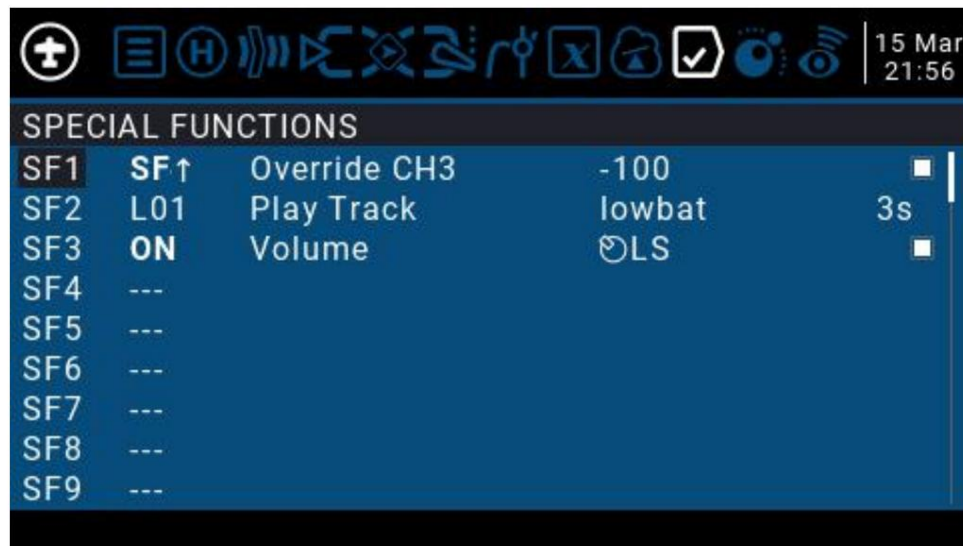 15 Mar
21:56
SPECIAL FUNCTIONS
SF1 SF↑ Override CH3 -100
SF2 L01 Play Track lowbat 3s
SF3 ON Volume LS
SF4 ---
SF5 ---
SF6 ---
SF7 ---
SF8 ---
SF9 ---